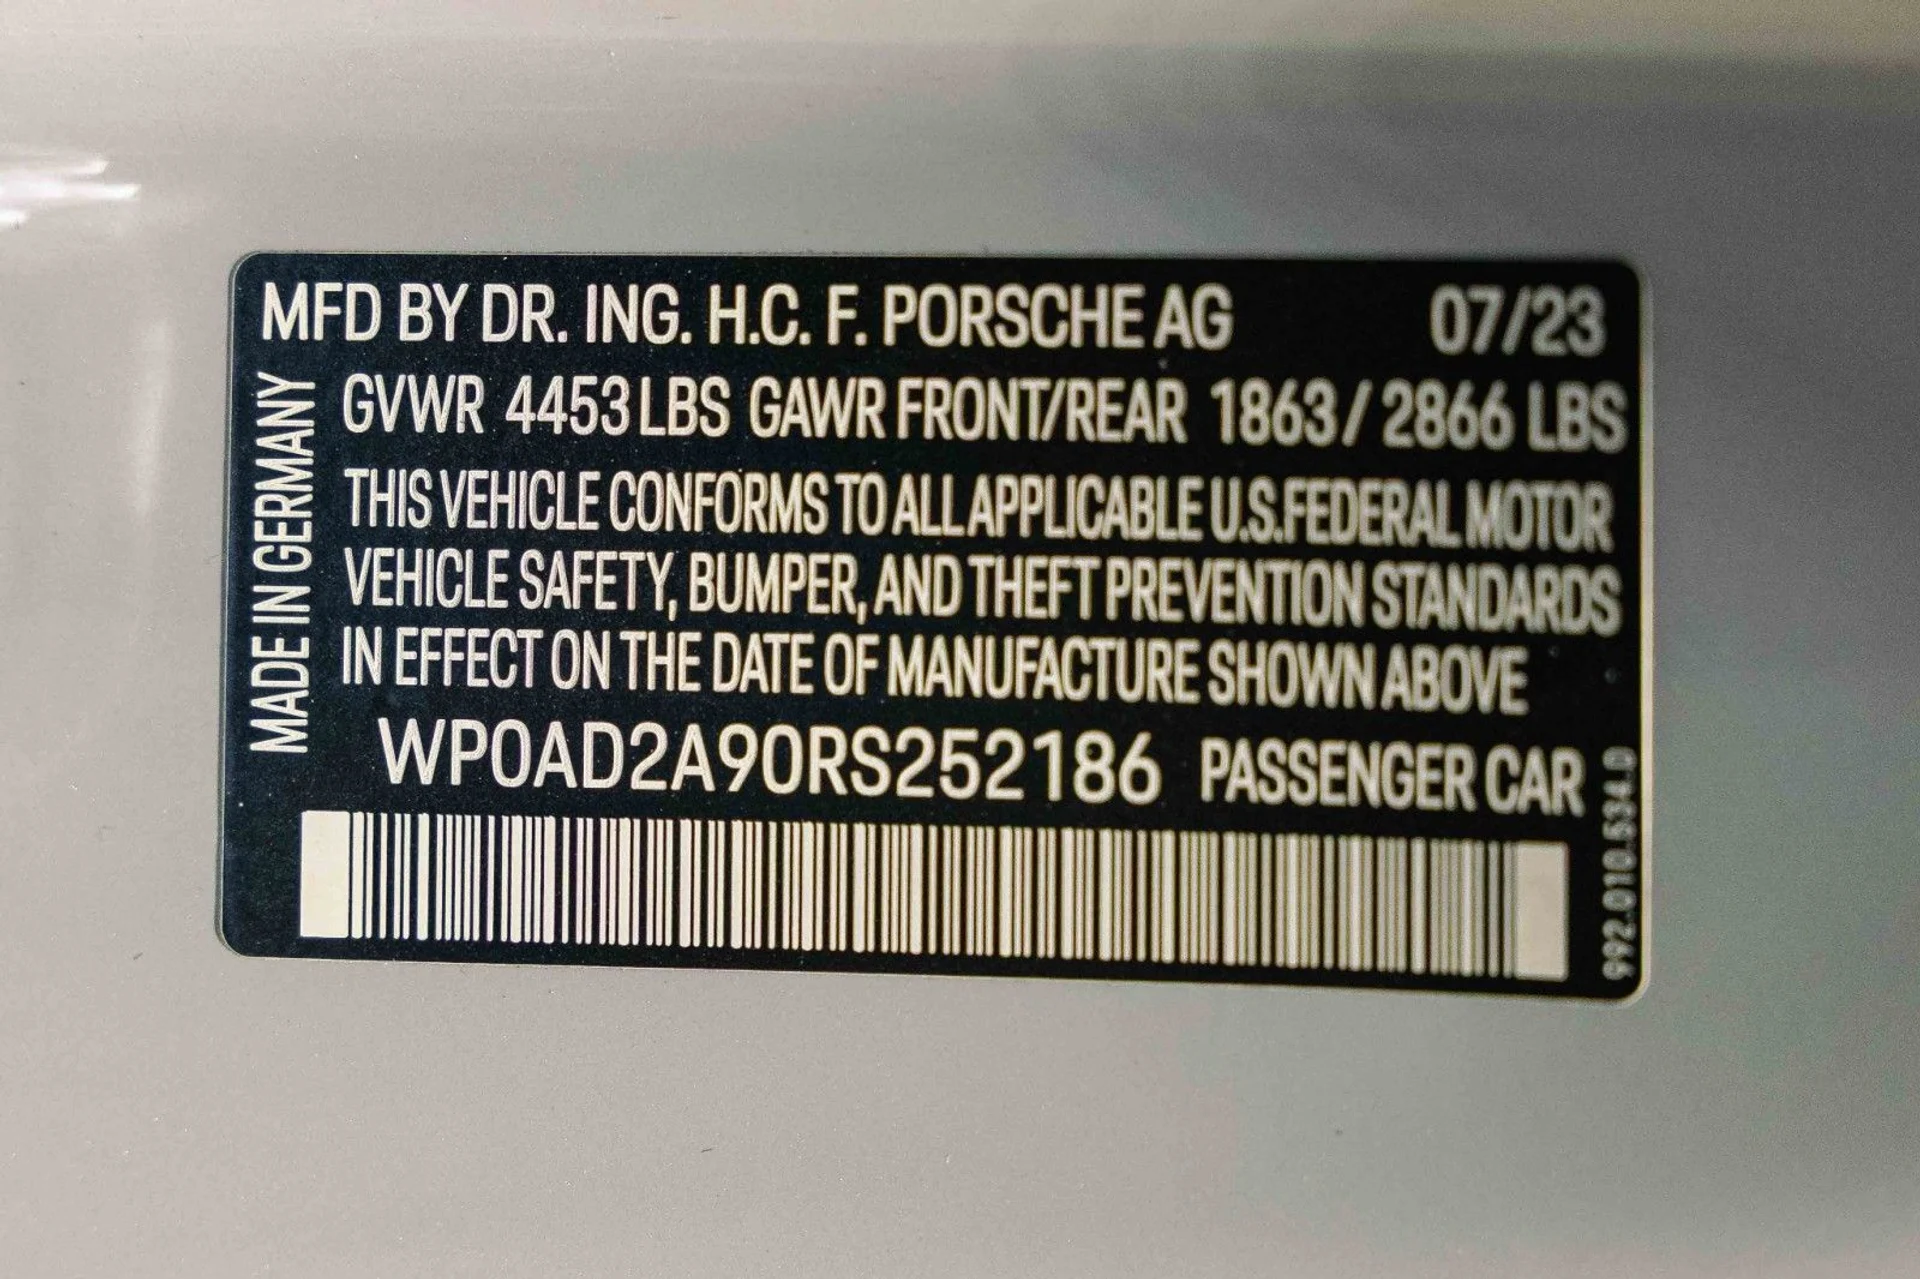 MFD BY DR. ING. H.C. F. PORSCHE AG 07/23
MADE IN GERMANY
GVWR 4453 LBS GAWR FRONT/REAR 1863 / 2866 LBS
THIS VEHICLE CONFORMS TO ALL APPLICABLE U.S.FEDERAL MOTOR
VEHICLE SAFETY, BUMPER, AND THEFT PREVENTION STANDARDS
IN EFFECT ON THE DATE OF MANUFACTURE SHOWN ABOVE
WP0AD2A90RS252186 PASSENGER CAR
992.010.534.D